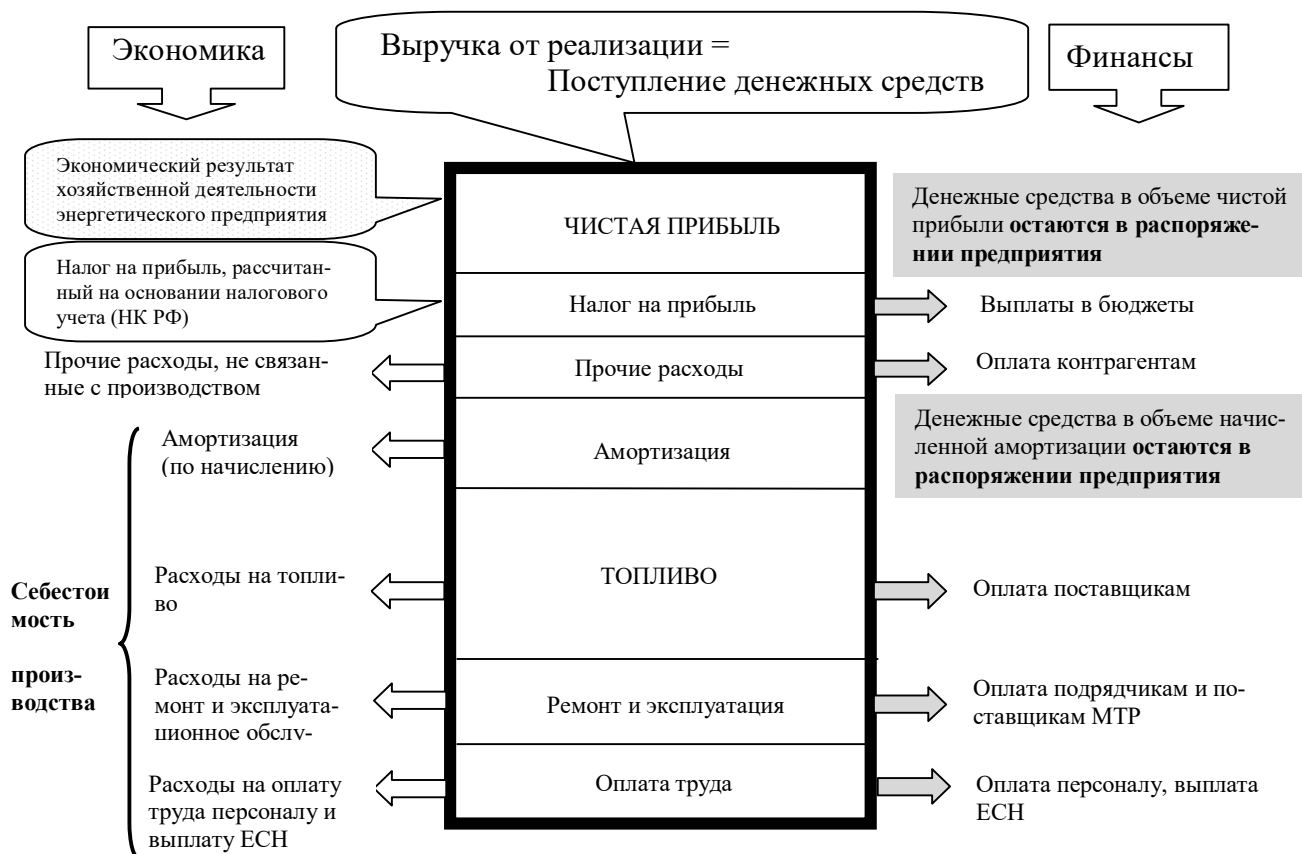 Экономика
Выручка от реализации =
Поступление денежных средств
Финансы
Экономический результат
хозяйственной деятельности
энергетического предприятия
ЧИСТАЯ ПРИБЫЛЬ
Денежные средства в объеме чистой
прибыли остаются в распоряже-
нии предприятия
Налог на прибыль, рассчитан-
ный на основании налогового
учета (НК РФ)
Налог на прибыль
Выплаты в бюджеты
Прочие расходы, не связан-
ные с производством
Прочие расходы
Оплата контрагентам
Амортизация
(по начислению)
Амортизация
Денежные средства в объеме начис-
ленной амортизации остаются в
распоряжении предприятия
Себестои
мость
произ-
водства
Расходы на топли-
во
ТОПЛИВО
Оплата поставщикам
Расходы на ре-
монт и эксплуата-
ционное обслу-
Ремонт и эксплуатация
Оплата подрядчикам и по-
ставщикам МТР
Расходы на оплату
труда персоналу и
выплату ЕСН
Оплата труда
Оплата персоналу, выплата
ЕСН